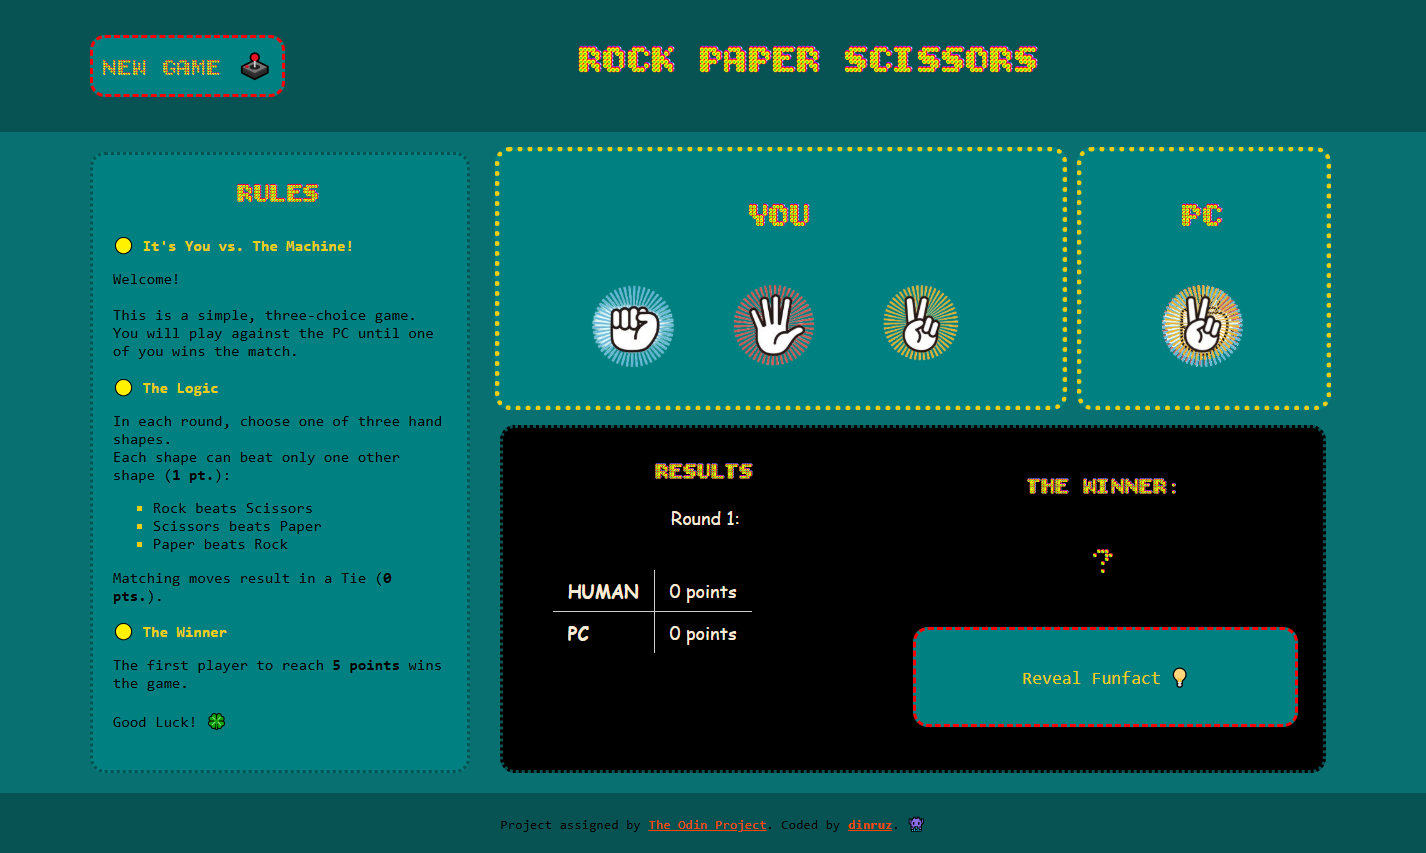 NEW GAME
ROCK PAPER SCISSORS
RULES
It's You vs. The Machine!
Welcome!
This is a simple, three-choice game.
You will play against the PC until one
of you wins the match.
The Logic
In each round, choose one of three hand
shapes.
Each shape can beat only one other
shape (1 pt.):
Rock beats Scissors
Scissors beats Paper
Paper beats Rock
Matching moves result in a Tie (0
pts.).
The Winner
The first player to reach 5 points wins
the game.
Good Luck!
YOU
PC
RESULTS
Round 1:
HUMAN 0 points
PC 0 points
THE WINNER:
?
Reveal Funfact
Project assigned by The Odin Project. Coded by dinruz.